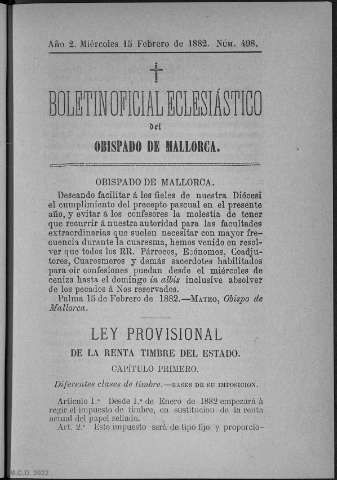 Año 2. Miércoles 15 Febrero de 1882. Núm. 498.
BOLETIN OFICIAL ECLESIÁSTICO
del
OBISPADO DE MALLORCA.
OBISPADO DE MALLORCA.
Deseando facilitar á los fieles de nuestra Diócesi
el cumplimiento del precepto pascual en el presente
año, y evitar á los confesores la molestia de tener
que recurrir á nuestra autoridad para las facultades
extraordinarias que suelen necesitar con mayor fre-
cuencia durante la cuaresma, hemos venido en resol-
ver que todos los RR. Párrocos, Ecónomos, Coadju-
tores, Cuaresmeros y demás sacerdotes habilitados
para oir confesiones puedan desde el miércoles de
ceniza hasta el domingo in albis inclusive absolver
de los pecados á Nos reservados.
Palma 15 de Febrero de 1882.—Mateo, Obispo de
Mallorca.
LEY PROVISIONAL
DE LA RENTA TIMBRE DEL ESTADO.
CAPÍTULO PRIMERO.
Diferentes clases de timbre.—BASES DE SU IMPOSICION.
Artículo 1.º Desde 1.º de Enero de 1882 empezará á
regir el impuesto de timbre, en sustitucion de la renta
actual del papel sellado.
Art. 2.º Este impuesto será de tipo fijo y proporcio-
M.C.D. 2022